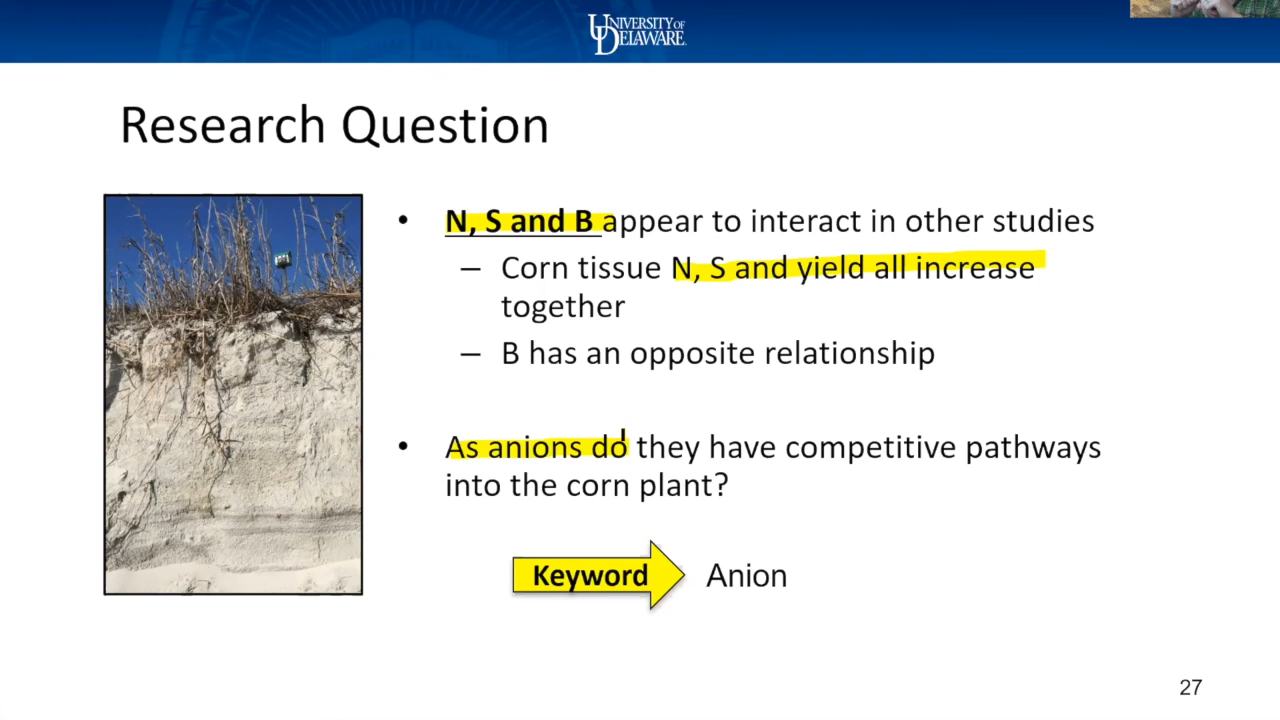 UNIVERSITY OF
DELAWARE.
Research Question
• N, S and B appear to interact in other studies
– Corn tissue N, S and yield all increase
together
– B has an opposite relationship
• As anions do they have competitive pathways
into the corn plant?
Keyword Anion
27